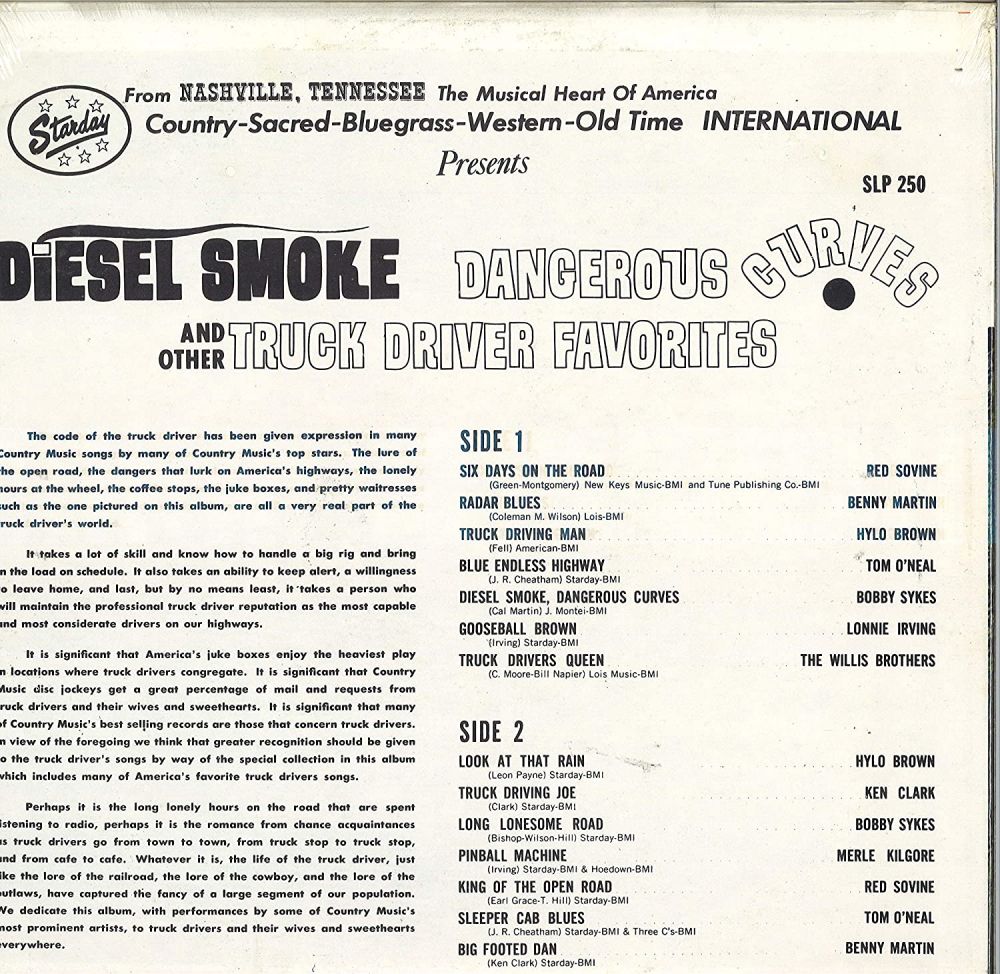 Starday
From NASHVILLE, TENNESSEE The Musical Heart Of America
Country-Sacred-Bluegrass-Western-Old Time INTERNATIONAL
Presents
SLP 250
DiESEL SMOKE DANGEROUS CURVES
AND OTHER TRUCK DRIVER FAVORITES
The code of the truck driver has been given expression in many
Country Music songs by many of Country Music's top stars. The lure of
the open road, the dangers that lurk on America's highways, the lonely
hours at the wheel, the coffee stops, the juke boxes, and pretty waitresses
such as the one pictured on this album, are all a very real part of the
truck driver's world.
It takes a lot of skill and know how to handle a big rig and bring
in the load on schedule. It also takes an ability to keep alert, a willingness
to leave home, and last, but by no means least, it takes a person who
will maintain the professional truck driver reputation as the most capable
and most considerate drivers on our highways.
It is significant that America's juke boxes enjoy the heaviest play
in locations where truck drivers congregate. It is significant that Country
Music disc jockeys get a great percentage of mail and requests from
truck drivers and their wives and sweethearts. It is significant that many
of Country Music's best selling records are those that concern truck drivers.
In view of the foregoing we think that greater recognition should be given
to the truck driver's songs by way of the special collection in this album
which includes many of America's favorite truck drivers songs.
Perhaps it is the long lonely hours on the road that are spent
listening to radio, perhaps it is the romance from chance acquaintances
as truck drivers go from town to town, from truck stop to truck stop,
and from cafe to cafe. Whatever it is, the life of the truck driver, just
like the lore of the railroad, the lore of the cowboy, and the lore of the
outlaws, have captured the fancy of a large segment of our population.
We dedicate this album, with performances by some of Country Music's
most prominent artists, to truck drivers and their wives and sweethearts
everywhere.
SIDE 1
SIX DAYS ON THE ROAD RED SOVINE
(Green-Montgomery) New Keys Music-BMI and Tune Publishing Co.-BMI
RADAR BLUES BENNY MARTIN
(Coleman M. Wilson) Lois-BMI
TRUCK DRIVING MAN HYLO BROWN
(Fell) American-BMI
BLUE ENDLESS HIGHWAY TOM O'NEAL
(J. R. Cheatham) Starday-BMI
DIESEL SMOKE, DANGEROUS CURVES BOBBY SYKES
(Cal Martin) J. Montei-BMI
GOOSEBALL BROWN LONNIE IRVING
(Irving) Starday-BMI
TRUCK DRIVERS QUEEN THE WILLIS BROTHERS
(C. Moore-Bill Napier) Lois Music-BMI
SIDE 2
LOOK AT THAT RAIN HYLO BROWN
(Leon Payne) Starday-BMI
TRUCK DRIVING JOE KEN CLARK
(Clark) Starday-BMI
LONG LONESOME ROAD BOBBY SYKES
(Bishop-Wilson-Hill) Starday-BMI
PINBALL MACHINE MERLE KILGORE
(Irving) Starday-BMI & Hoedown-BMI
KING OF THE OPEN ROAD RED SOVINE
(Earl Grace-T. Hill) Starday-BMI
SLEEPER CAB BLUES TOM O'NEAL
(J. R. Cheatham) Starday-BMI & Three C's-BMI
BIG FOOTED DAN BENNY MARTIN
(Ken Clark) Starday-BMI